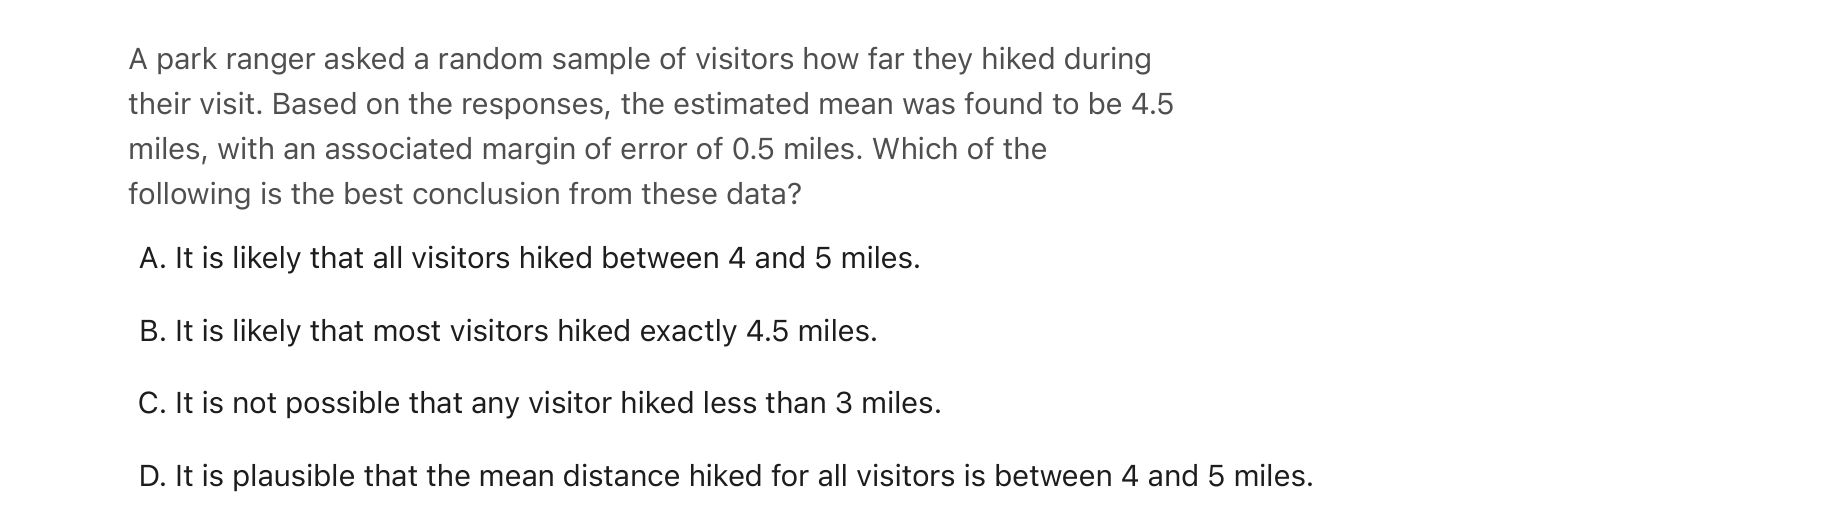 A park ranger asked a random sample of visitors how far they hiked during
their visit. Based on the responses, the estimated mean was found to be 4.5
miles, with an associated margin of error of 0.5 miles. Which of the
following is the best conclusion from these data?
A. It is likely that all visitors hiked between 4 and 5 miles.
B. It is likely that most visitors hiked exactly 4.5 miles.
C. It is not possible that any visitor hiked less than 3 miles.
D. It is plausible that the mean distance hiked for all visitors is between 4 and 5 miles.